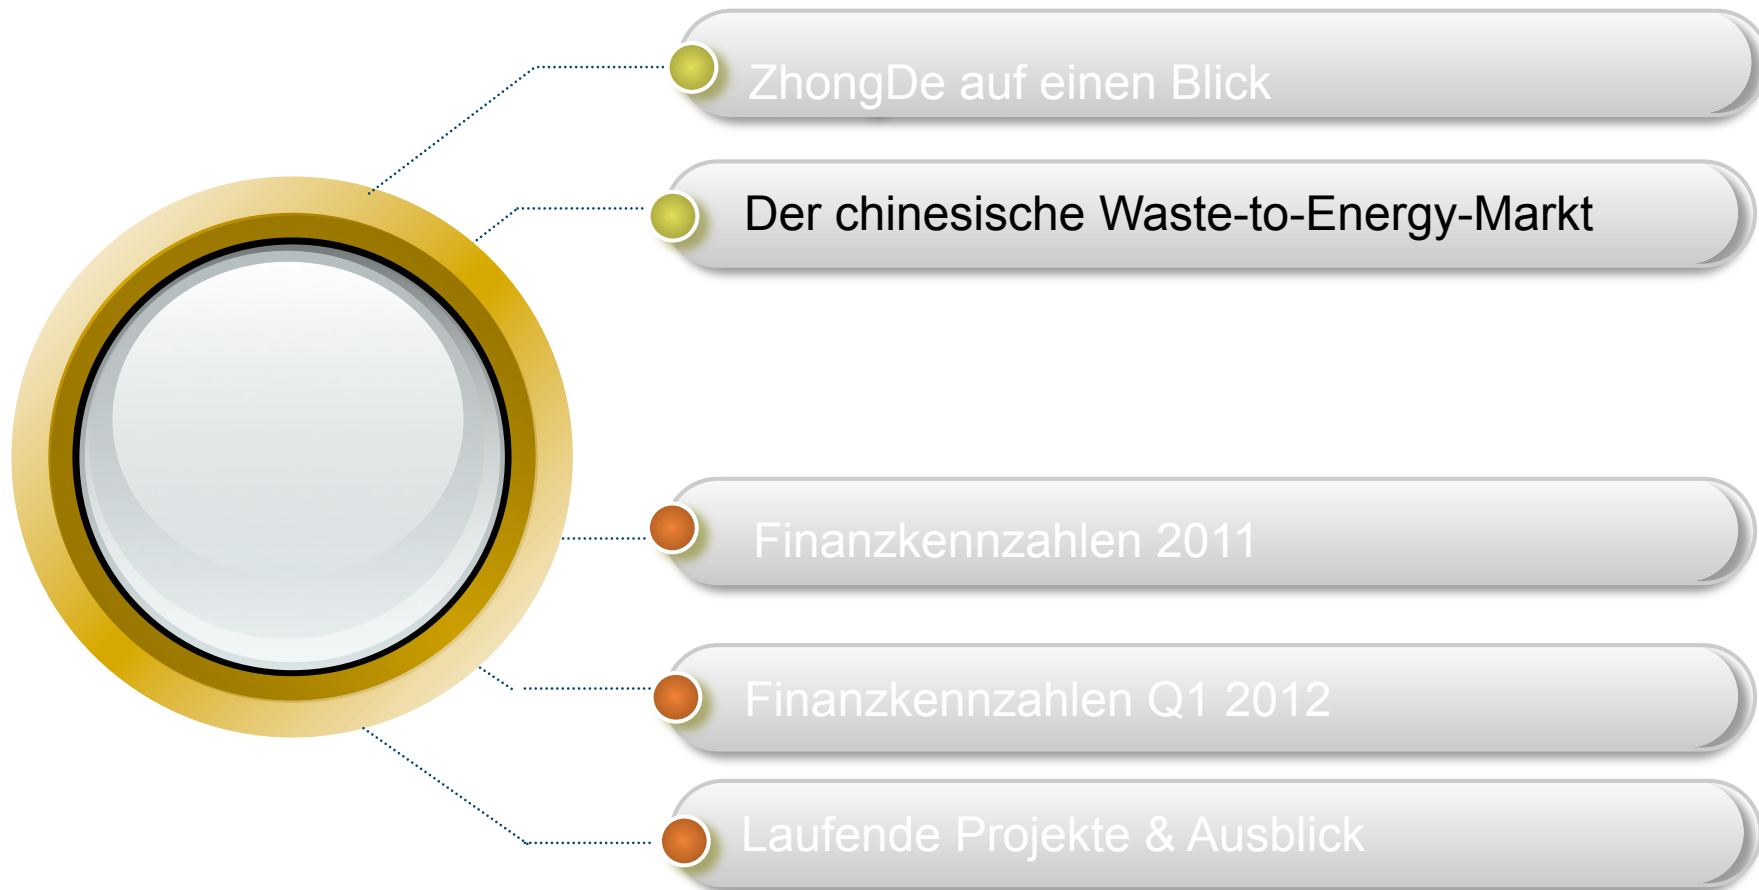 ZhongDe auf einen Blick
Der chinesische Waste-to-Energy-Markt
Finanzkennzahlen 2011
Finanzkennzahlen Q1 2012
Laufende Projekte & Ausblick